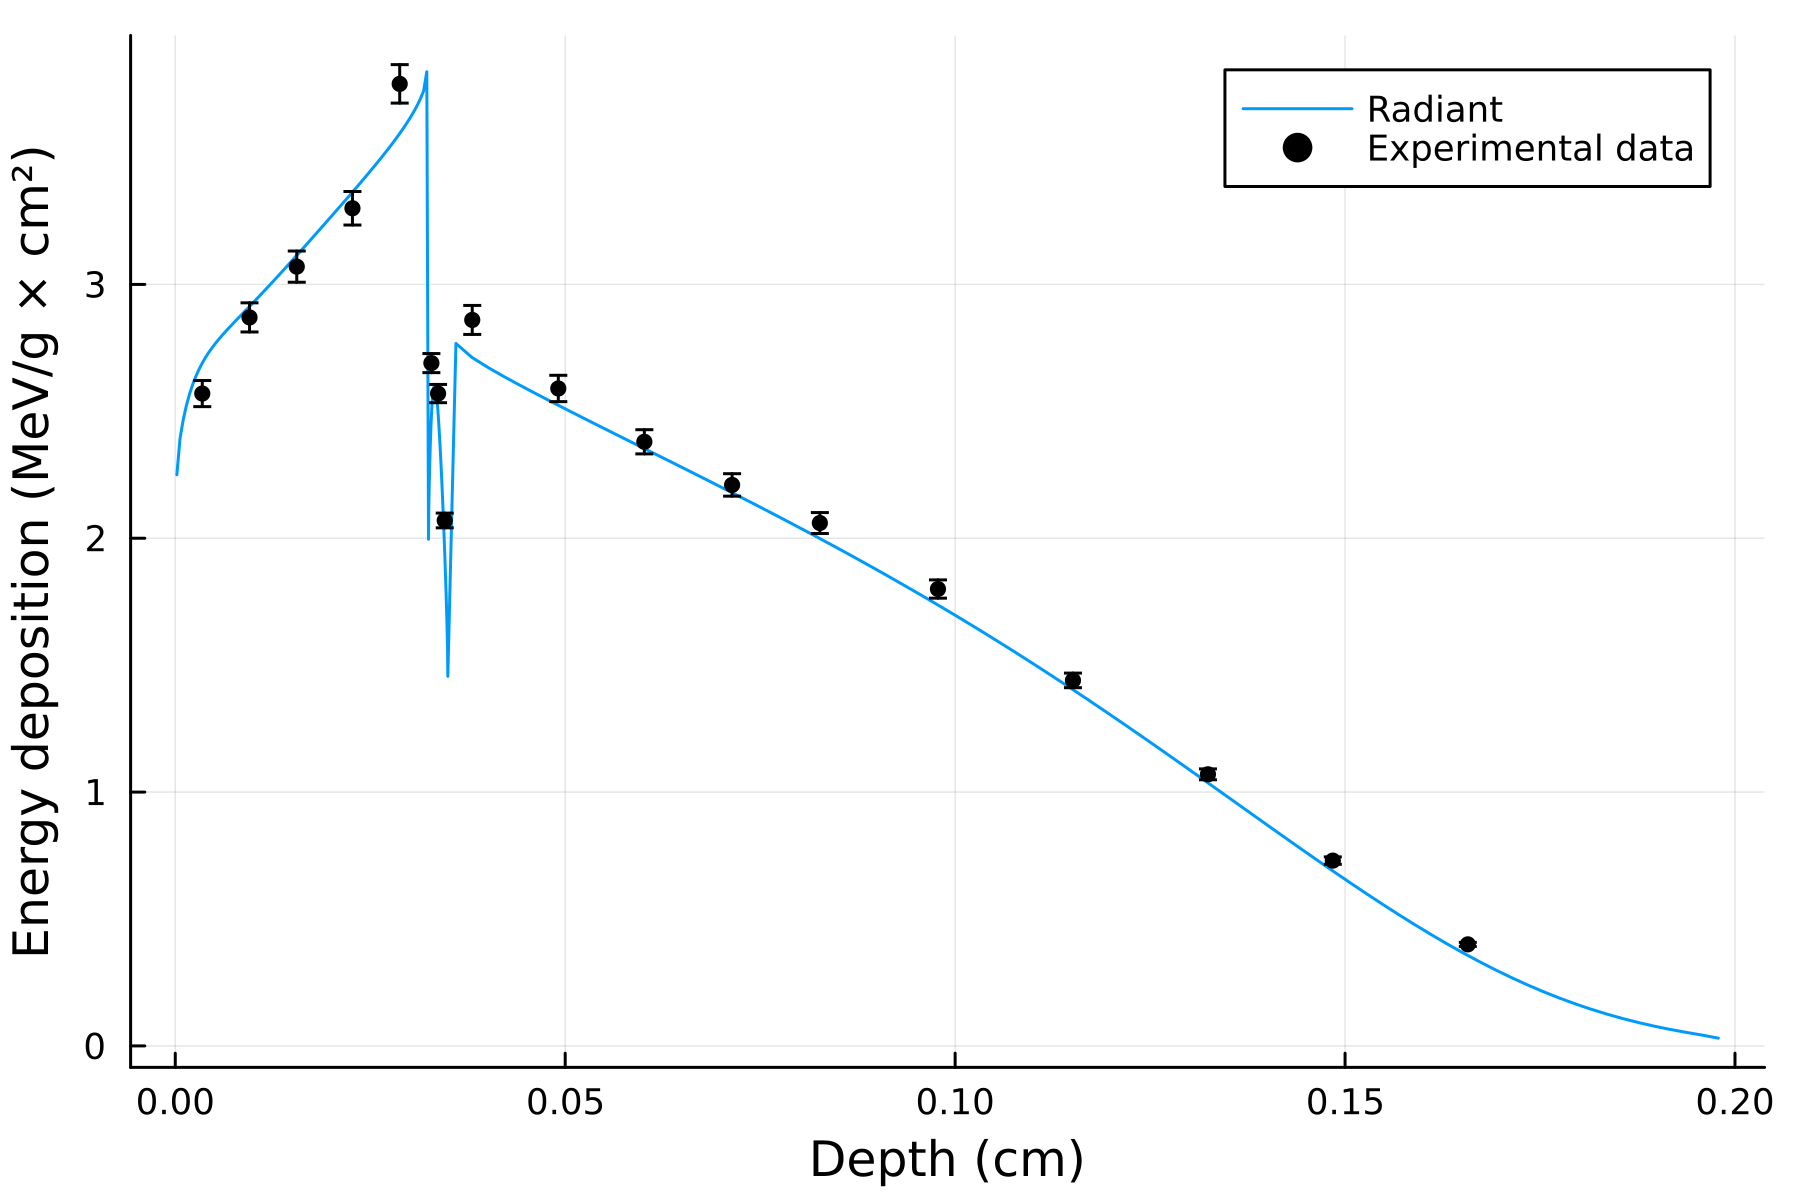 Radiant
Experimental data
Energy deposition (MeV/g × cm²)
3
2
1
0
0.00 0.05 0.10 0.15 0.20
Depth (cm)